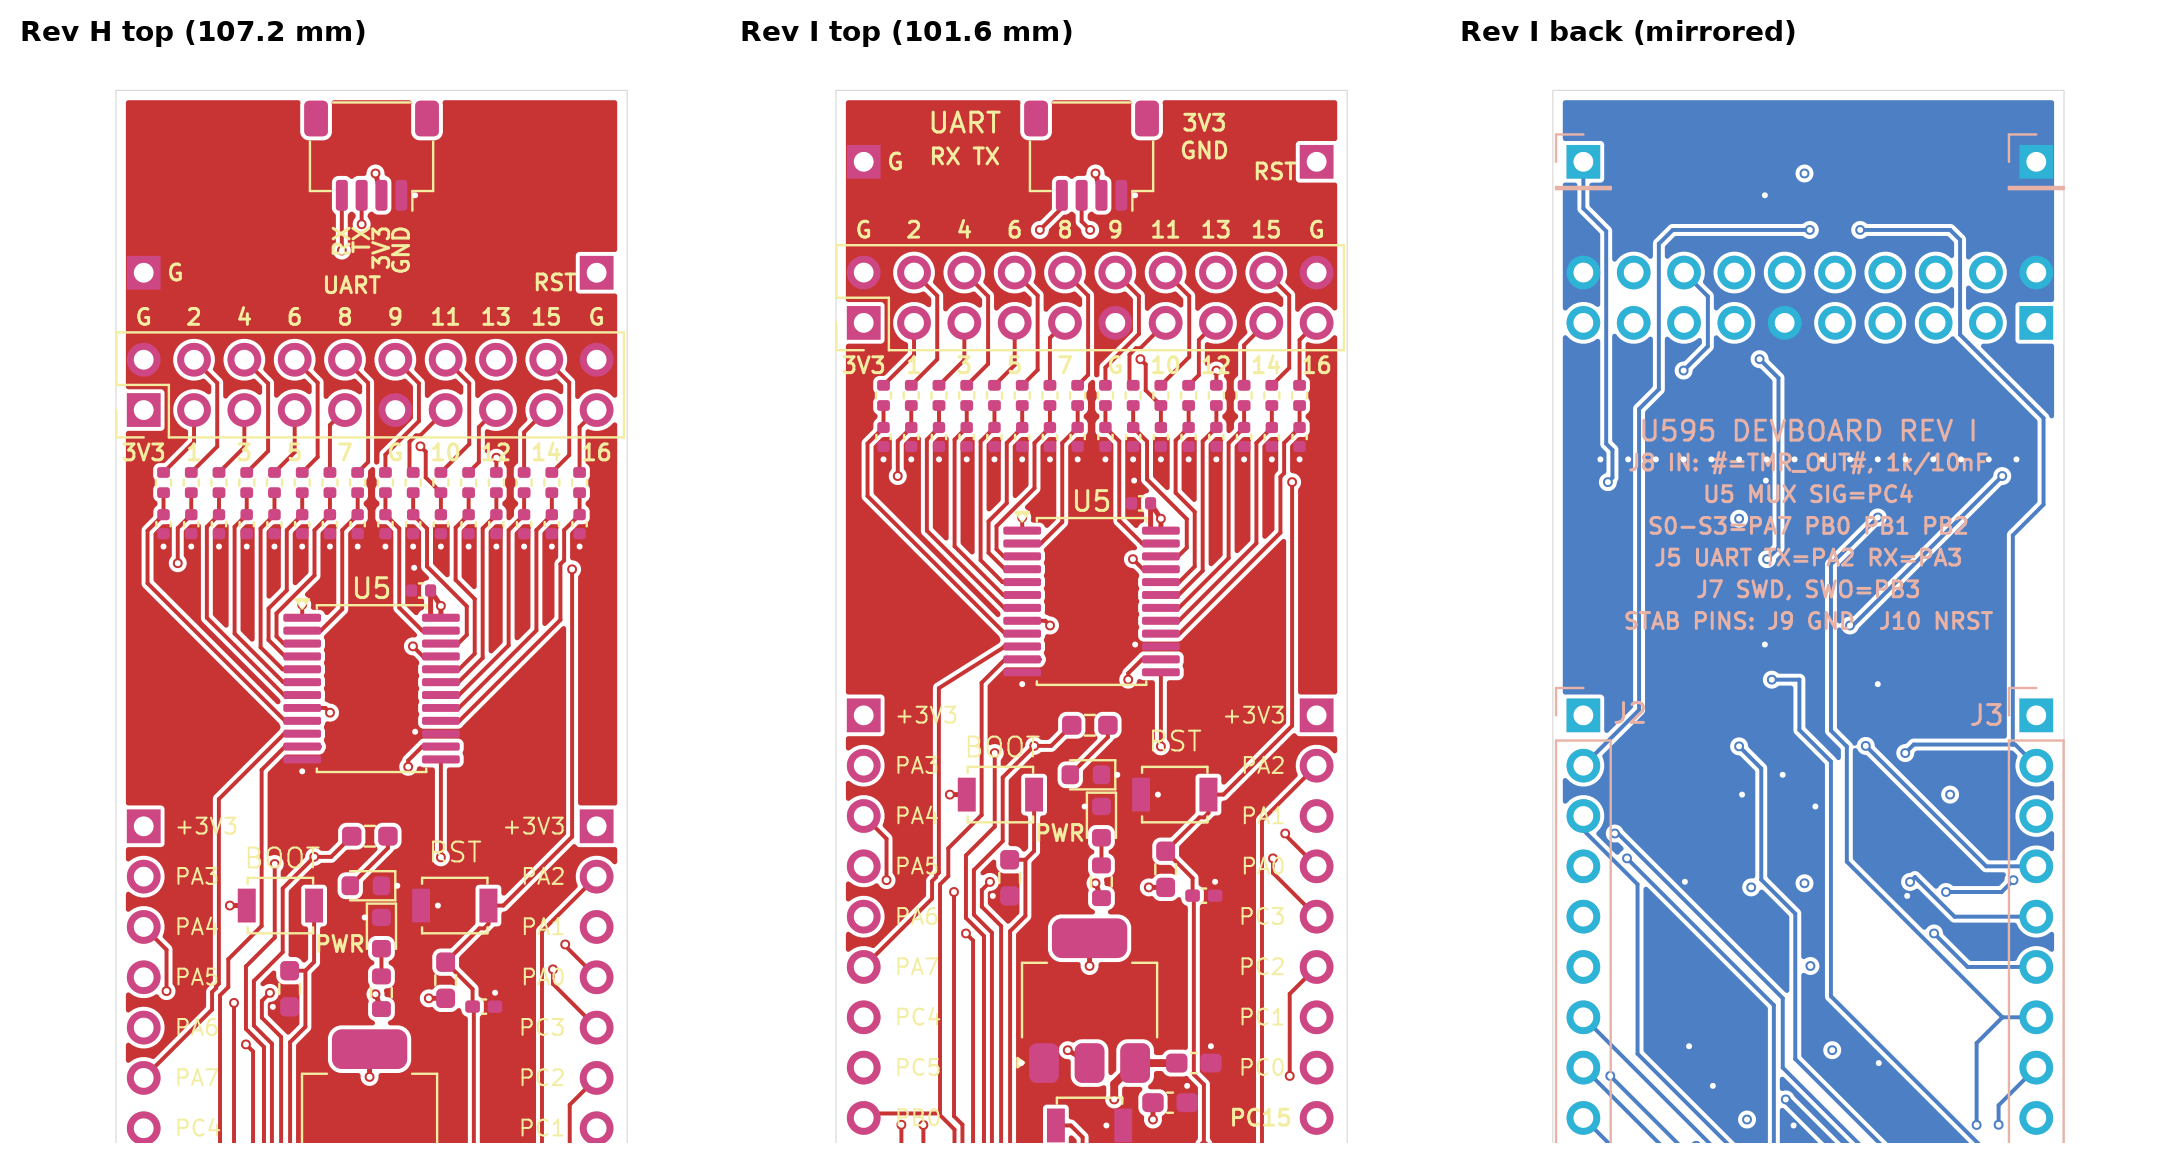 Rev H top (107.2 mm)
RX
TX
3V3
GND
UART
G
RST
G 2 4 6 8 9 11 13 15 G
3V3 1 3 5 7 G 10 12 14 16
U5
+3V3 +3V3
BOOT RST
PA3 PA2
PA4 PWR PA1
PA5 PA0
PA6 PC3
PA7 PC2
PC4 PC1
Rev I top (101.6 mm)
UART 3V3
RX TX GND
G RST
G 2 4 6 8 9 11 13 15 G
3V3 1 3 5 7 G 10 12 14 16
U5
+3V3 +3V3
BOOT RST
PA3 PA2
PA4 PA1
PWR
PA5 PA0
PA6 PC3
PA7 PC2
PC4 PC1
PC5 PC0
PB0 PC15
Rev I back (mirrored)
U595 DEVBOARD REV I
J8 IN: #=TMR_OUT#, 1k/10nF
U5 MUX SIG=PC4
S0-S3=PA7 PB0 PB1 PB2
J5 UART TX=PA2 RX=PA3
J7 SWD, SWO=PB3
STAB PINS: J9 GND J10 NRST
J2 J3